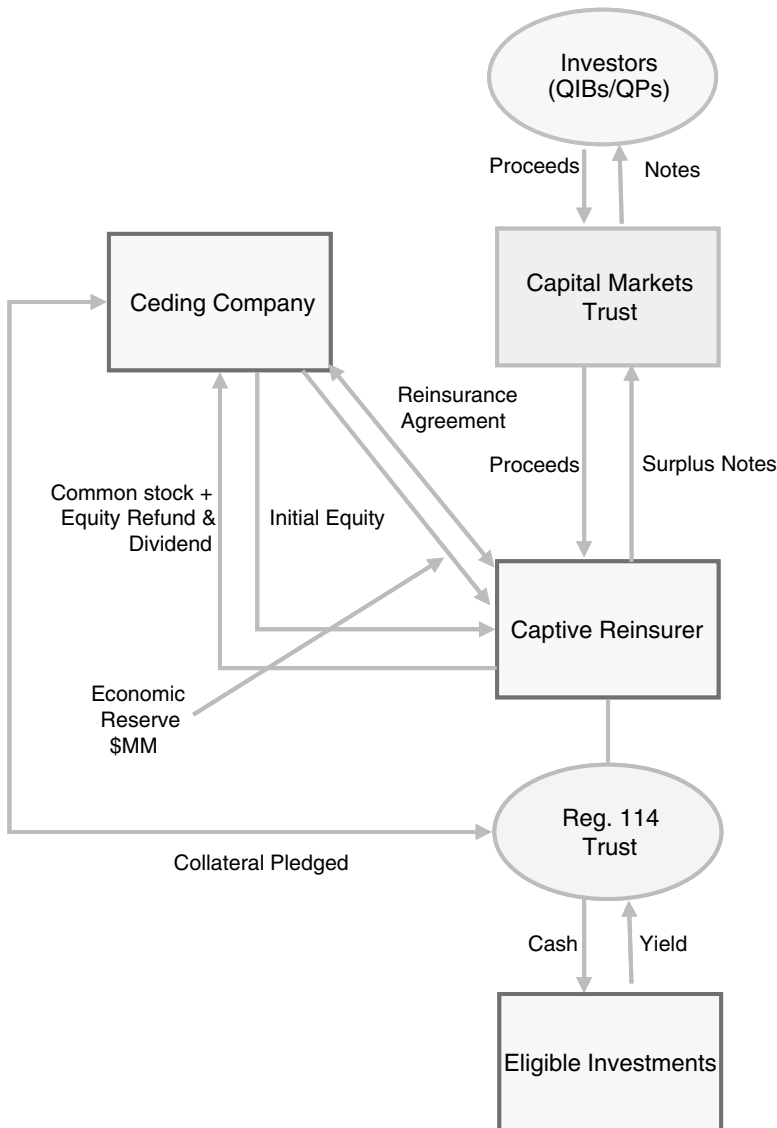 Investors
(QIBs/QPs)
Proceeds
Notes
Ceding Company
Capital Markets
Trust
Reinsurance
Agreement
Proceeds
Surplus Notes
Common stock +
Equity Refund &
Dividend
Initial Equity
Captive Reinsurer
Economic
Reserve
$MM
Reg. 114
Trust
Collateral Pledged
Cash
Yield
Eligible Investments